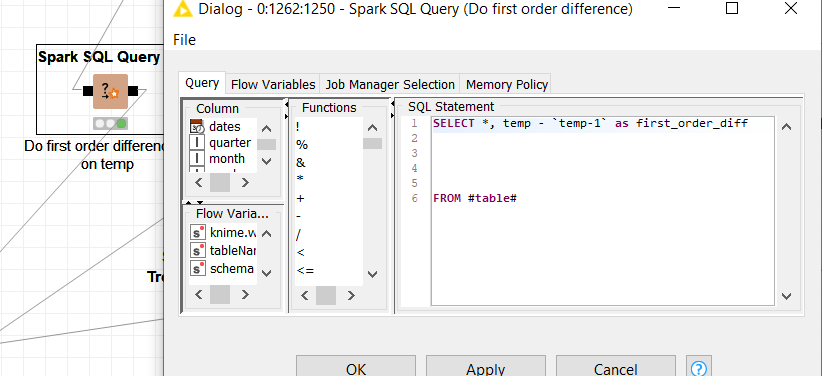 Dialog - 0:1262:1250 - Spark SQL Query (Do first order difference)
File
Spark SQL Query
?
Do first order differenc
on temp
Tr
Query Flow Variables Job Manager Selection Memory Policy
Column
dates
quarter
month
Flow Varia...
knime.w
tableNar
schema
Functions
!
%
&
*
+
-
/
<
<=
SQL Statement
1 SELECT *, temp - `temp-1` as first_order_diff
2
3
4
5
6 FROM #table#
OK Apply Cancel ?